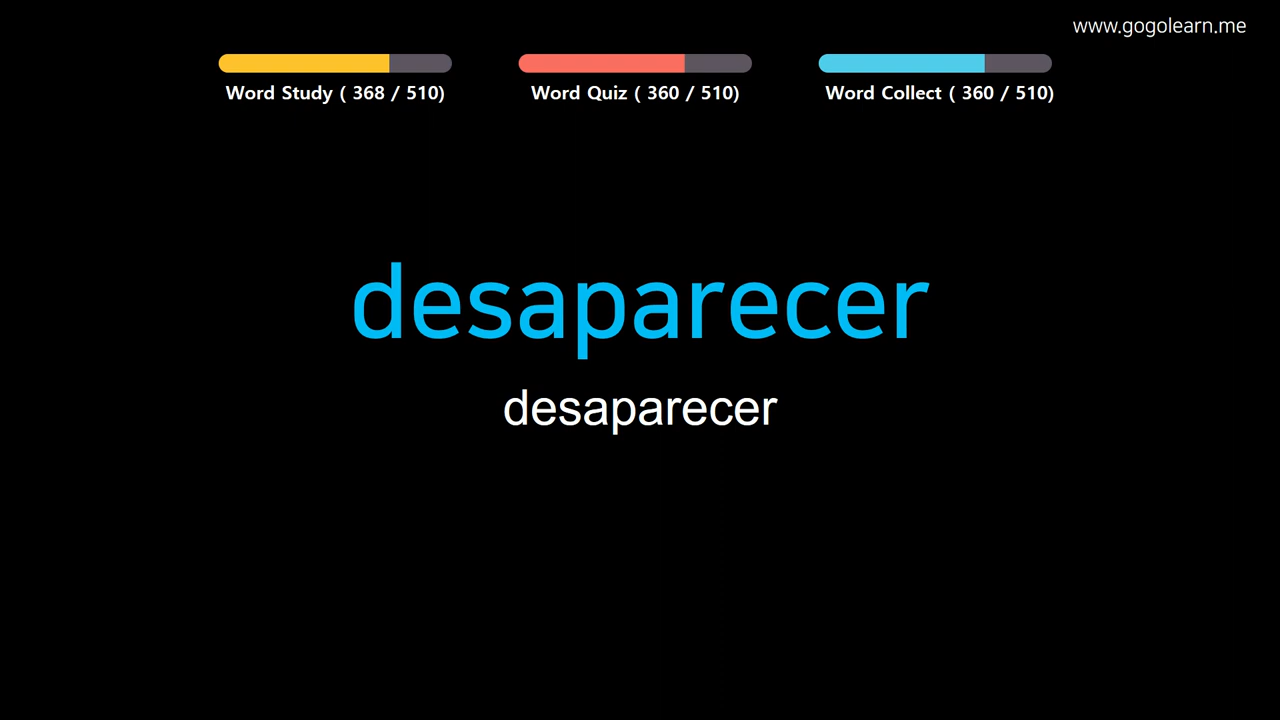 www.gogolearn.me
Word Study ( 368 / 510)
Word Quiz ( 360 / 510)
Word Collect ( 360 / 510)
desaparecer
desaparecer